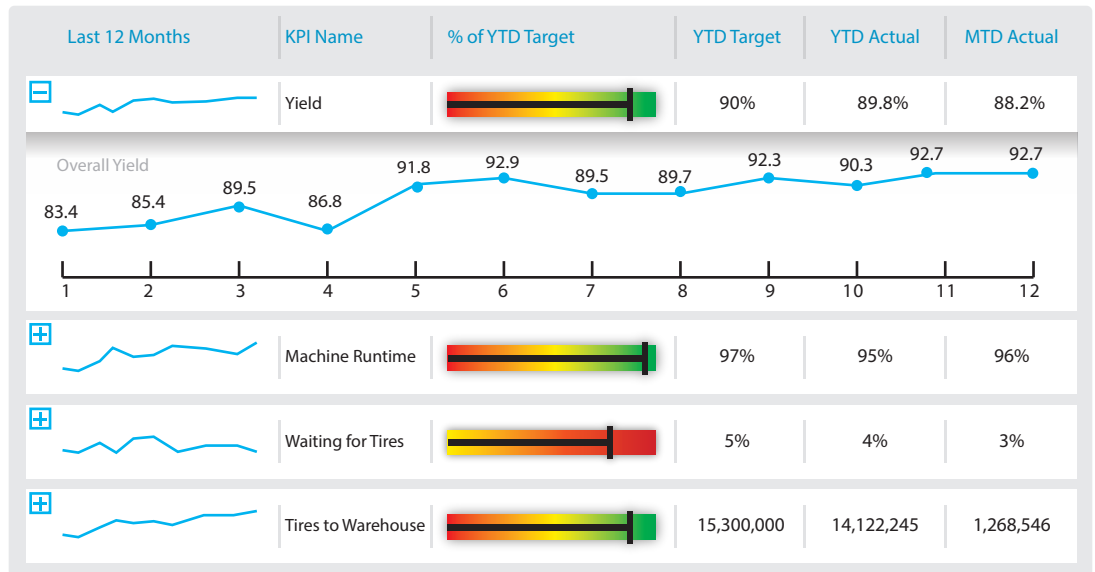 Last 12 Months KPI Name % of YTD Target YTD Target YTD Actual MTD Actual
Yield 90% 89.8% 88.2%
Overall Yield
83.4 85.4 89.5 86.8 91.8 92.9 89.5 89.7 92.3 90.3 92.7 92.7
1 2 3 4 5 6 7 8 9 10 11 12
Machine Runtime 97% 95% 96%
Waiting for Tires 5% 4% 3%
Tires to Warehouse 15,300,000 14,122,245 1,268,546